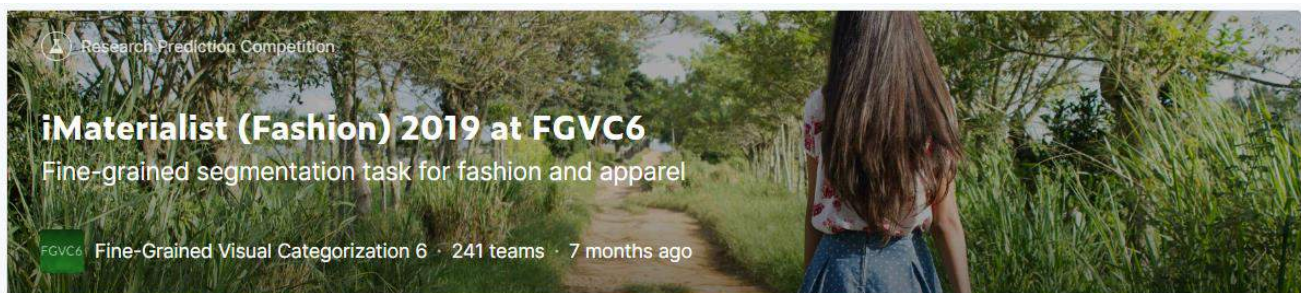 Research Prediction Competition
iMaterialist (Fashion) 2019 at FGVC6
Fine-grained segmentation task for fashion and apparel
FGVC6 Fine-Grained Visual Categorization 6 · 241 teams · 7 months ago